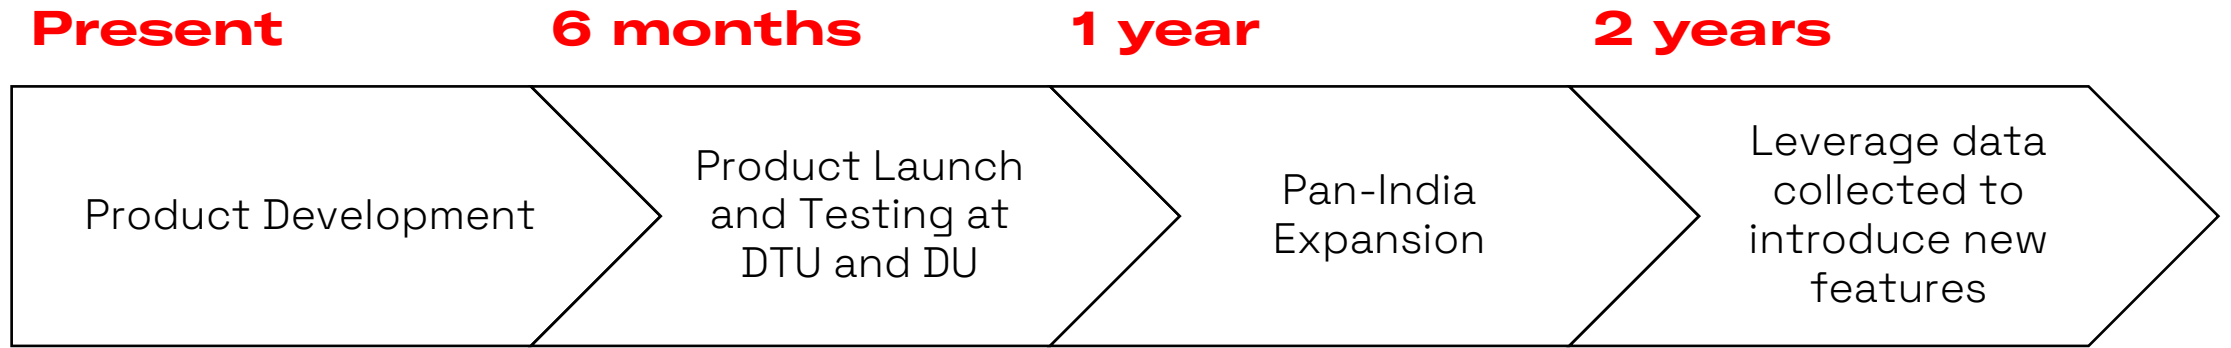 Present
6 months
1 year
2 years
Product Development
Product Launch
and Testing at
DTU and DU
Pan-India
Expansion
Leverage data
collected to
introduce new
features